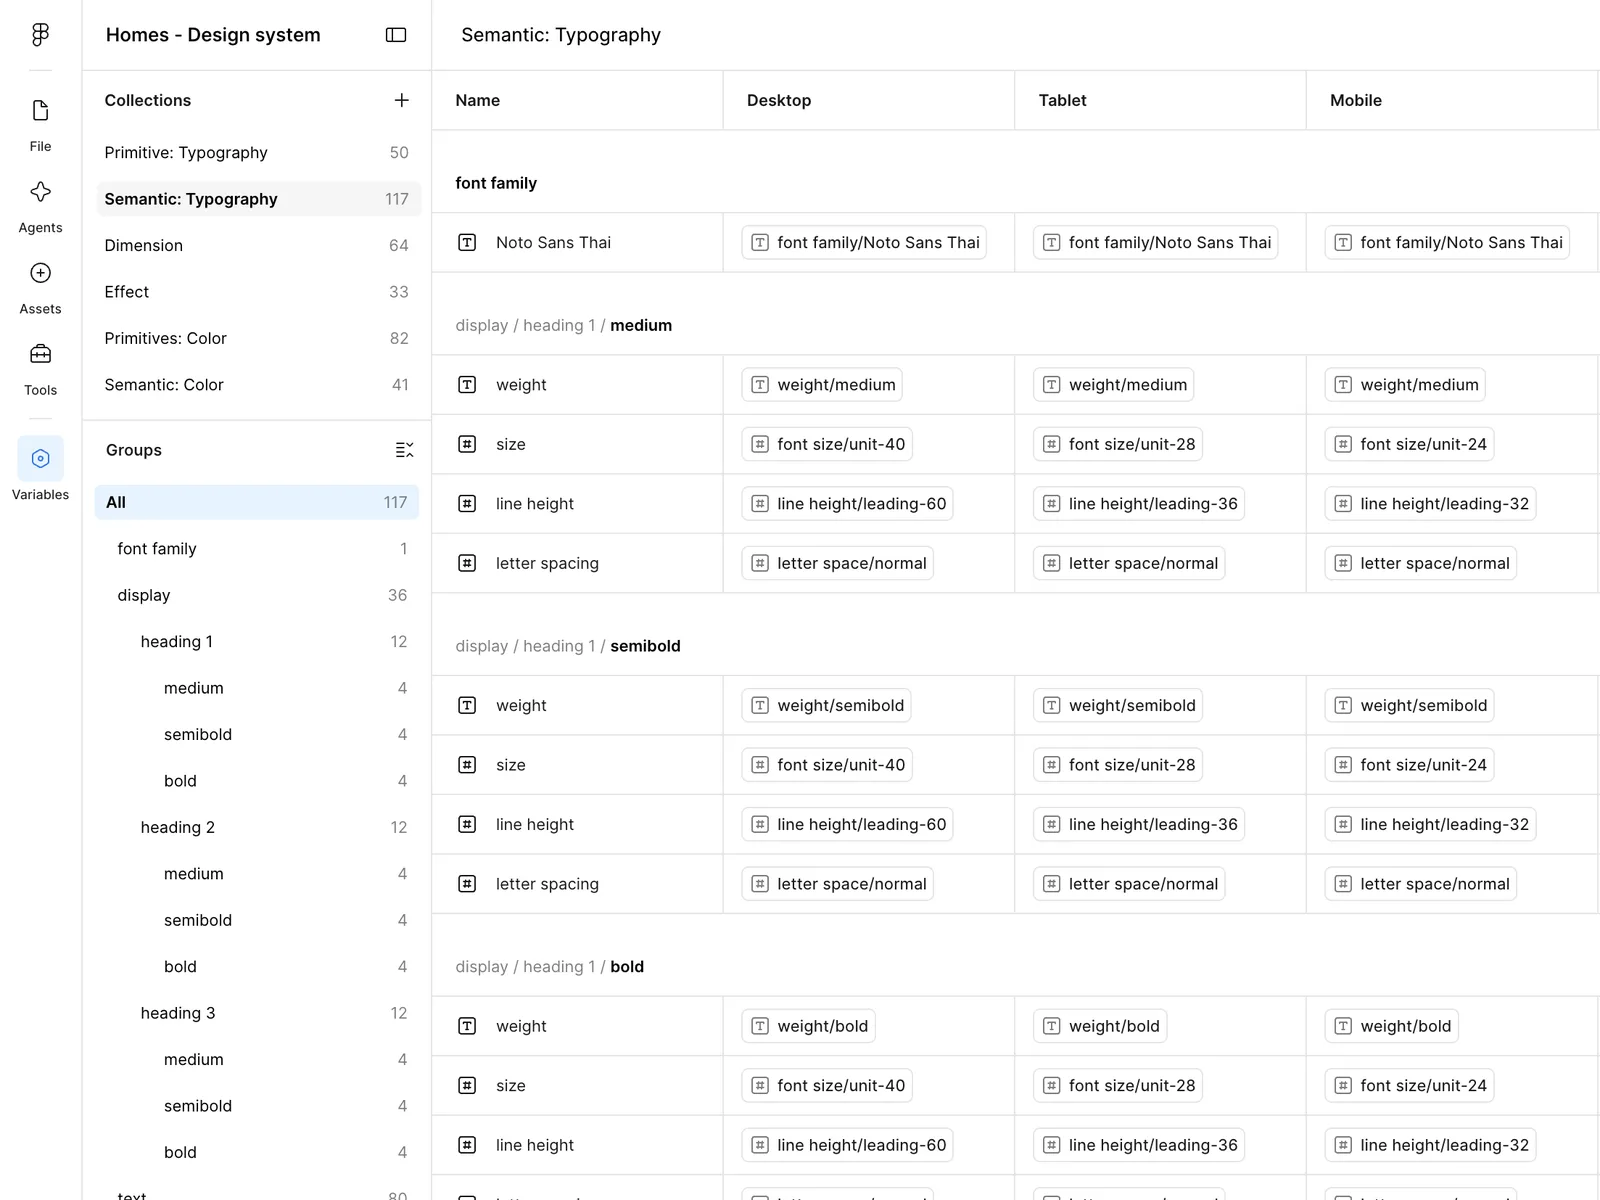 Homes - Design system
Semantic: Typography
File
Agents
Assets
Tools
Variables
Collections
Primitive: Typography 50
Semantic: Typography 117
Dimension 64
Effect 33
Primitives: Color 82
Semantic: Color 41
Groups
All 117
font family 1
display 36
heading 1 12
medium 4
semibold 4
bold 4
heading 2 12
medium 4
semibold 4
bold 4
heading 3 12
medium 4
semibold 4
bold 4
text 80
Name Desktop Tablet Mobile
font family
Noto Sans Thai font family/Noto Sans Thai font family/Noto Sans Thai font family/Noto Sans Thai
display / heading 1 / medium
weight weight/medium weight/medium weight/medium
size font size/unit-40 font size/unit-28 font size/unit-24
line height line height/leading-60 line height/leading-36 line height/leading-32
letter spacing letter space/normal letter space/normal letter space/normal
display / heading 1 / semibold
weight weight/semibold weight/semibold weight/semibold
size font size/unit-40 font size/unit-28 font size/unit-24
line height line height/leading-60 line height/leading-36 line height/leading-32
letter spacing letter space/normal letter space/normal letter space/normal
display / heading 1 / bold
weight weight/bold weight/bold weight/bold
size font size/unit-40 font size/unit-28 font size/unit-24
line height line height/leading-60 line height/leading-36 line height/leading-32